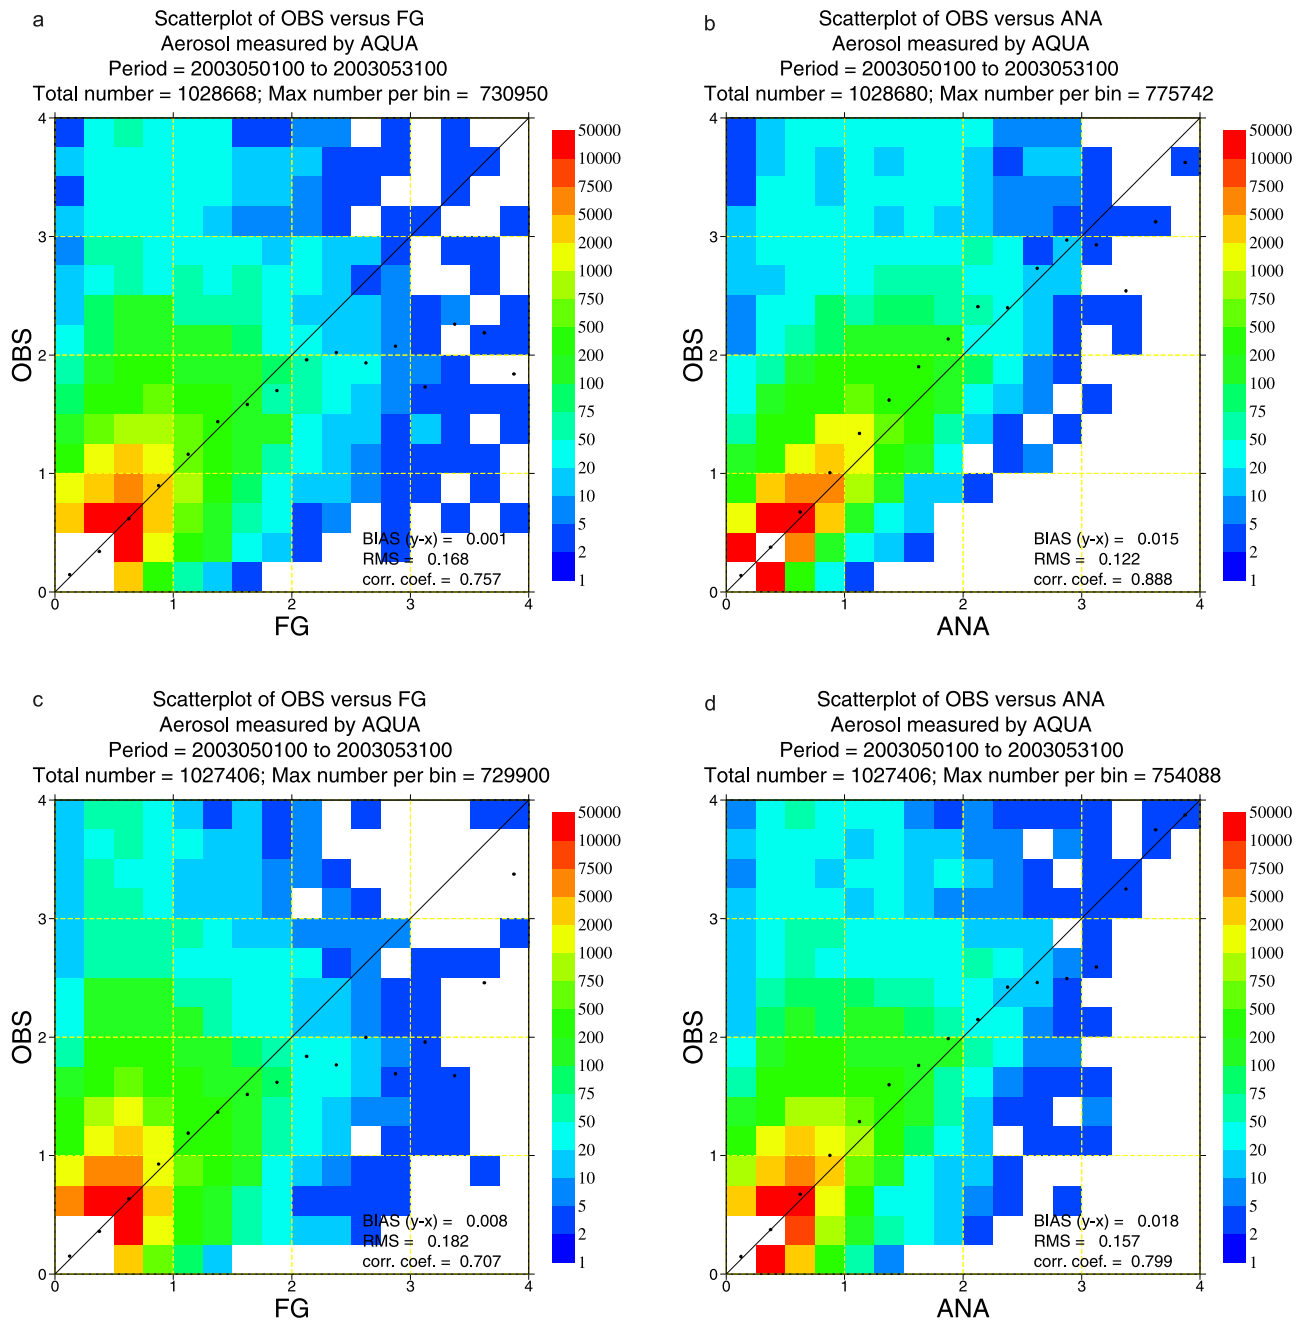 a
Scatterplot of OBS versus FG
Aerosol measured by AQUA
Period = 2003050100 to 2003053100
Total number = 1028668; Max number per bin = 730950
4
3
2
1
0
OBS
0 1 2 3 4
FG
BIAS (y-x) = 0.001
RMS = 0.168
corr. coef. = 0.757
50000
10000
7500
5000
2000
1000
750
500
200
100
75
50
20
10
5
2
1
b
Scatterplot of OBS versus ANA
Aerosol measured by AQUA
Period = 2003050100 to 2003053100
Total number = 1028680; Max number per bin = 775742
4
3
2
1
0
OBS
0 1 2 3 4
ANA
BIAS (y-x) = 0.015
RMS = 0.122
corr. coef. = 0.888
50000
10000
7500
5000
2000
1000
750
500
200
100
75
50
20
10
5
2
1
c
Scatterplot of OBS versus FG
Aerosol measured by AQUA
Period = 2003050100 to 2003053100
Total number = 1027406; Max number per bin = 729900
4
3
2
1
0
OBS
0 1 2 3 4
FG
BIAS (y-x) = 0.008
RMS = 0.182
corr. coef. = 0.707
50000
10000
7500
5000
2000
1000
750
500
200
100
75
50
20
10
5
2
1
d
Scatterplot of OBS versus ANA
Aerosol measured by AQUA
Period = 2003050100 to 2003053100
Total number = 1027406; Max number per bin = 754088
4
3
2
1
0
OBS
0 1 2 3 4
ANA
BIAS (y-x) = 0.018
RMS = 0.157
corr. coef. = 0.799
50000
10000
7500
5000
2000
1000
750
500
200
100
75
50
20
10
5
2
1